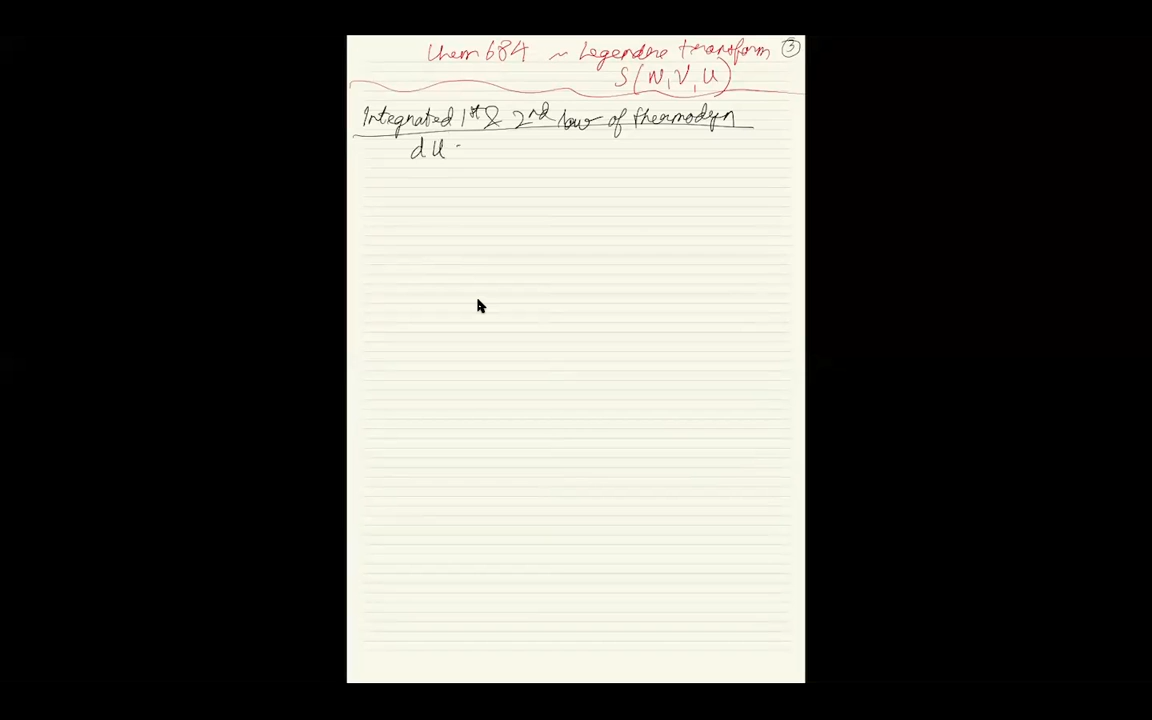 Chem 684 ~ Legendre transform 3
S(N,V,U)
Integrated 1st & 2nd law of thermodyn
dU -